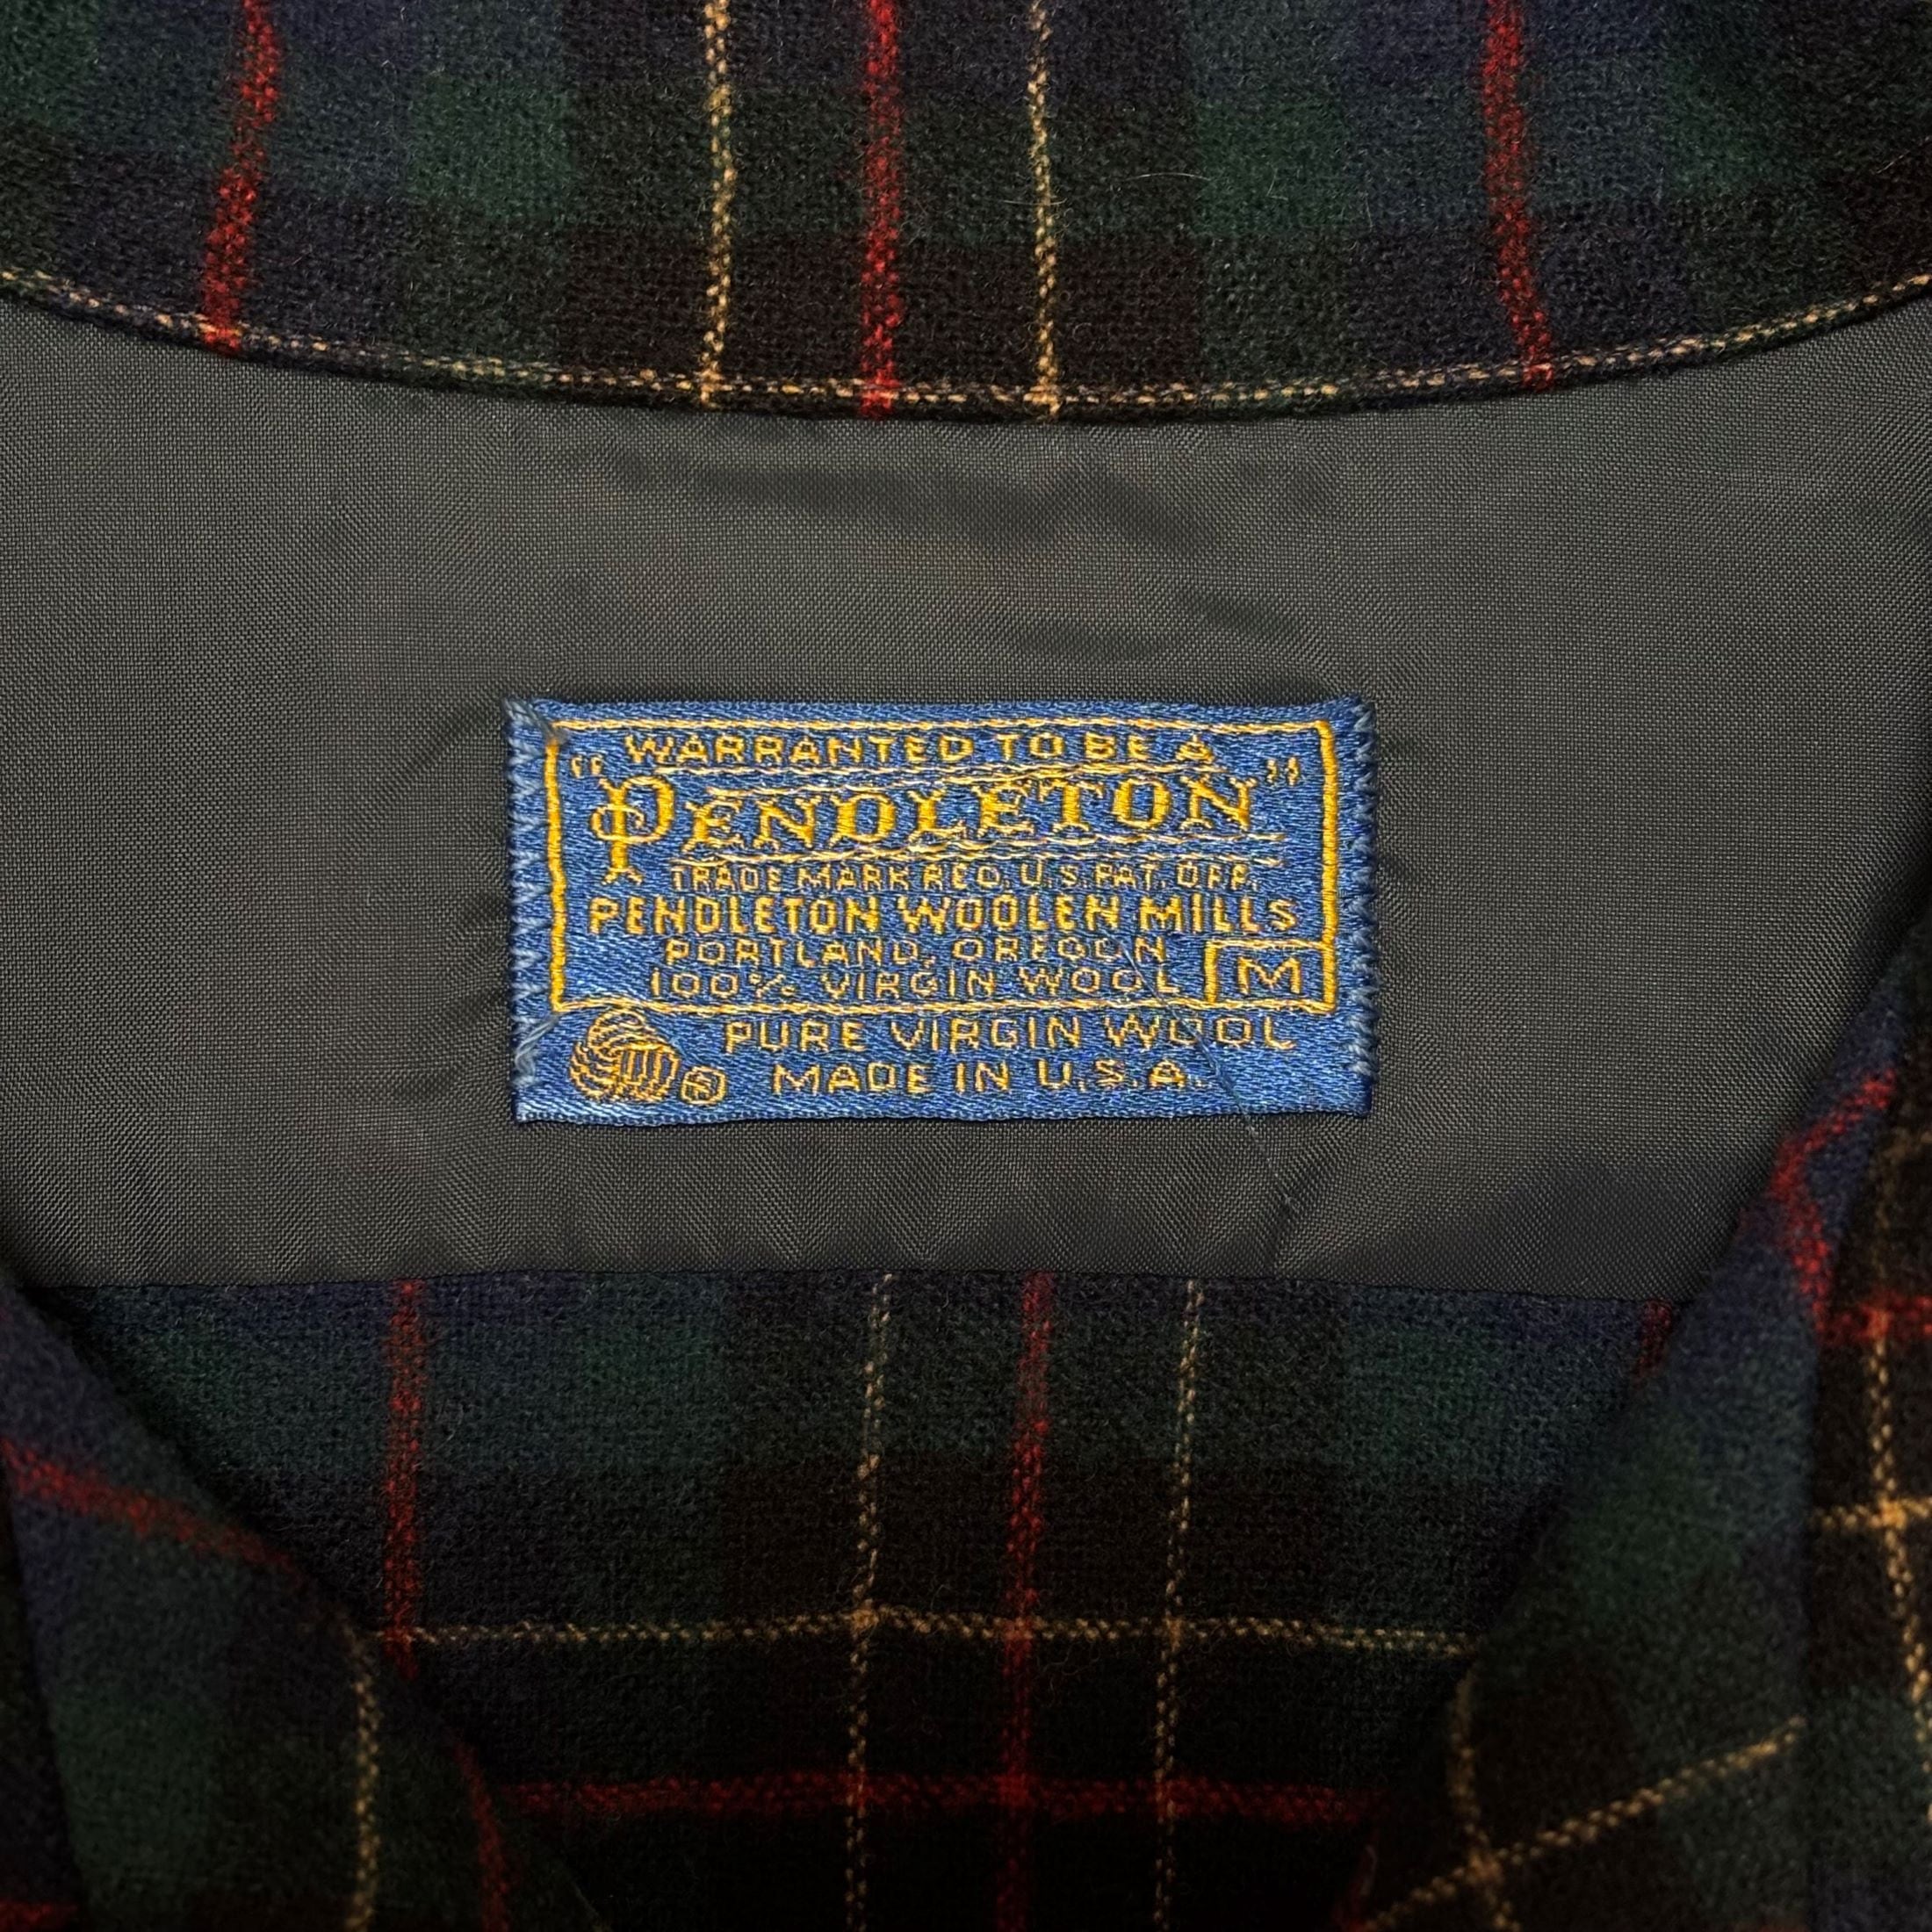 WARRANTED TO BE A
"PENDLETON"
TRADE MARK REG. U.S. PAT. OFF.
PENDLETON WOOLEN MILLS
PORTLAND, OREGON
100% VIRGIN WOOL M
PURE VIRGIN WOOL
® MADE IN U.S.A.